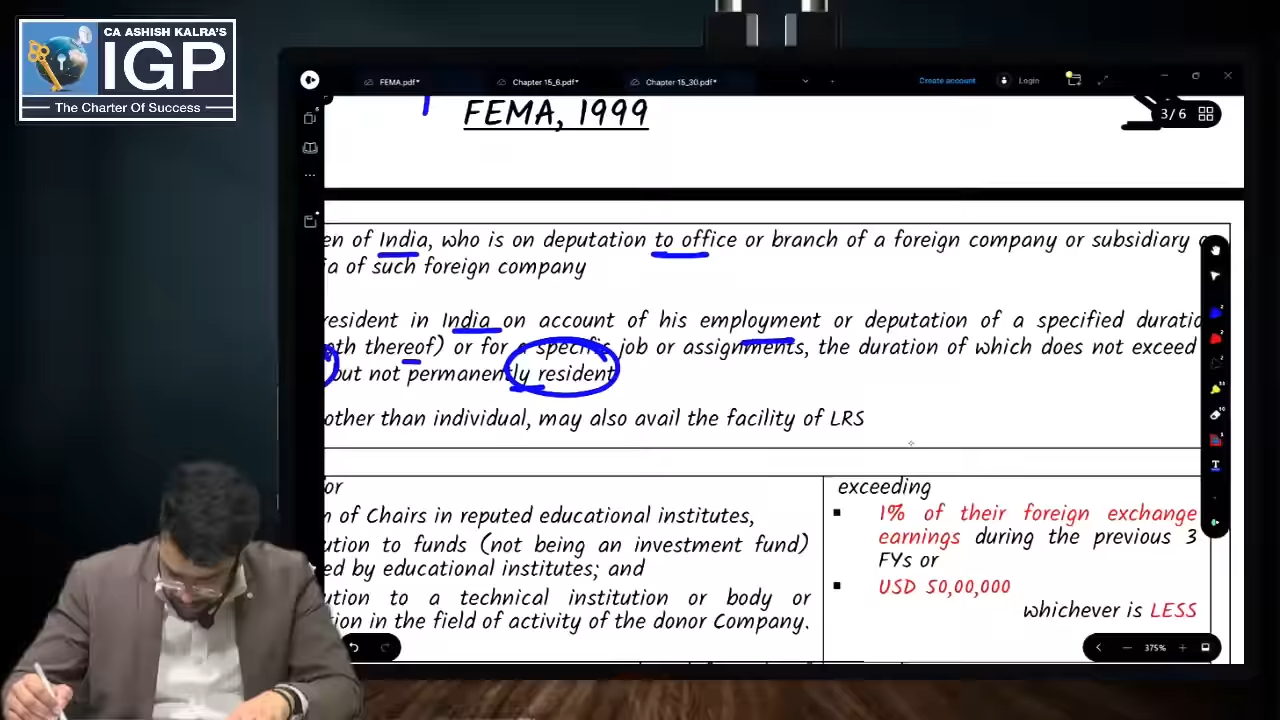 CA ASHISH KALRA'S
IGP
The Charter Of Success
FEMA.pdf*
Chapter 15_6.pdf*
Chapter 15_30.pdf*
Create account
Login
FEMA, 1999
3/6
en of India, who is on deputation to office or branch of a foreign company or subsidiary
ia of such foreign company
resident in India on account of his employment or deputation of a specified duratio
oth thereof) or for a specific job or assignments, the duration of which does not exceed
but not permanently resident
other than individual, may also avail the facility of LRS
or
n of Chairs in reputed educational institutes,
ution to funds (not being an investment fund)
ed by educational institutes; and
ution to a technical institution or body or
tion in the field of activity of the donor Company.
exceeding
1% of their foreign exchange
earnings during the previous 3
FYs or
USD 50,00,000
whichever is LESS
375%